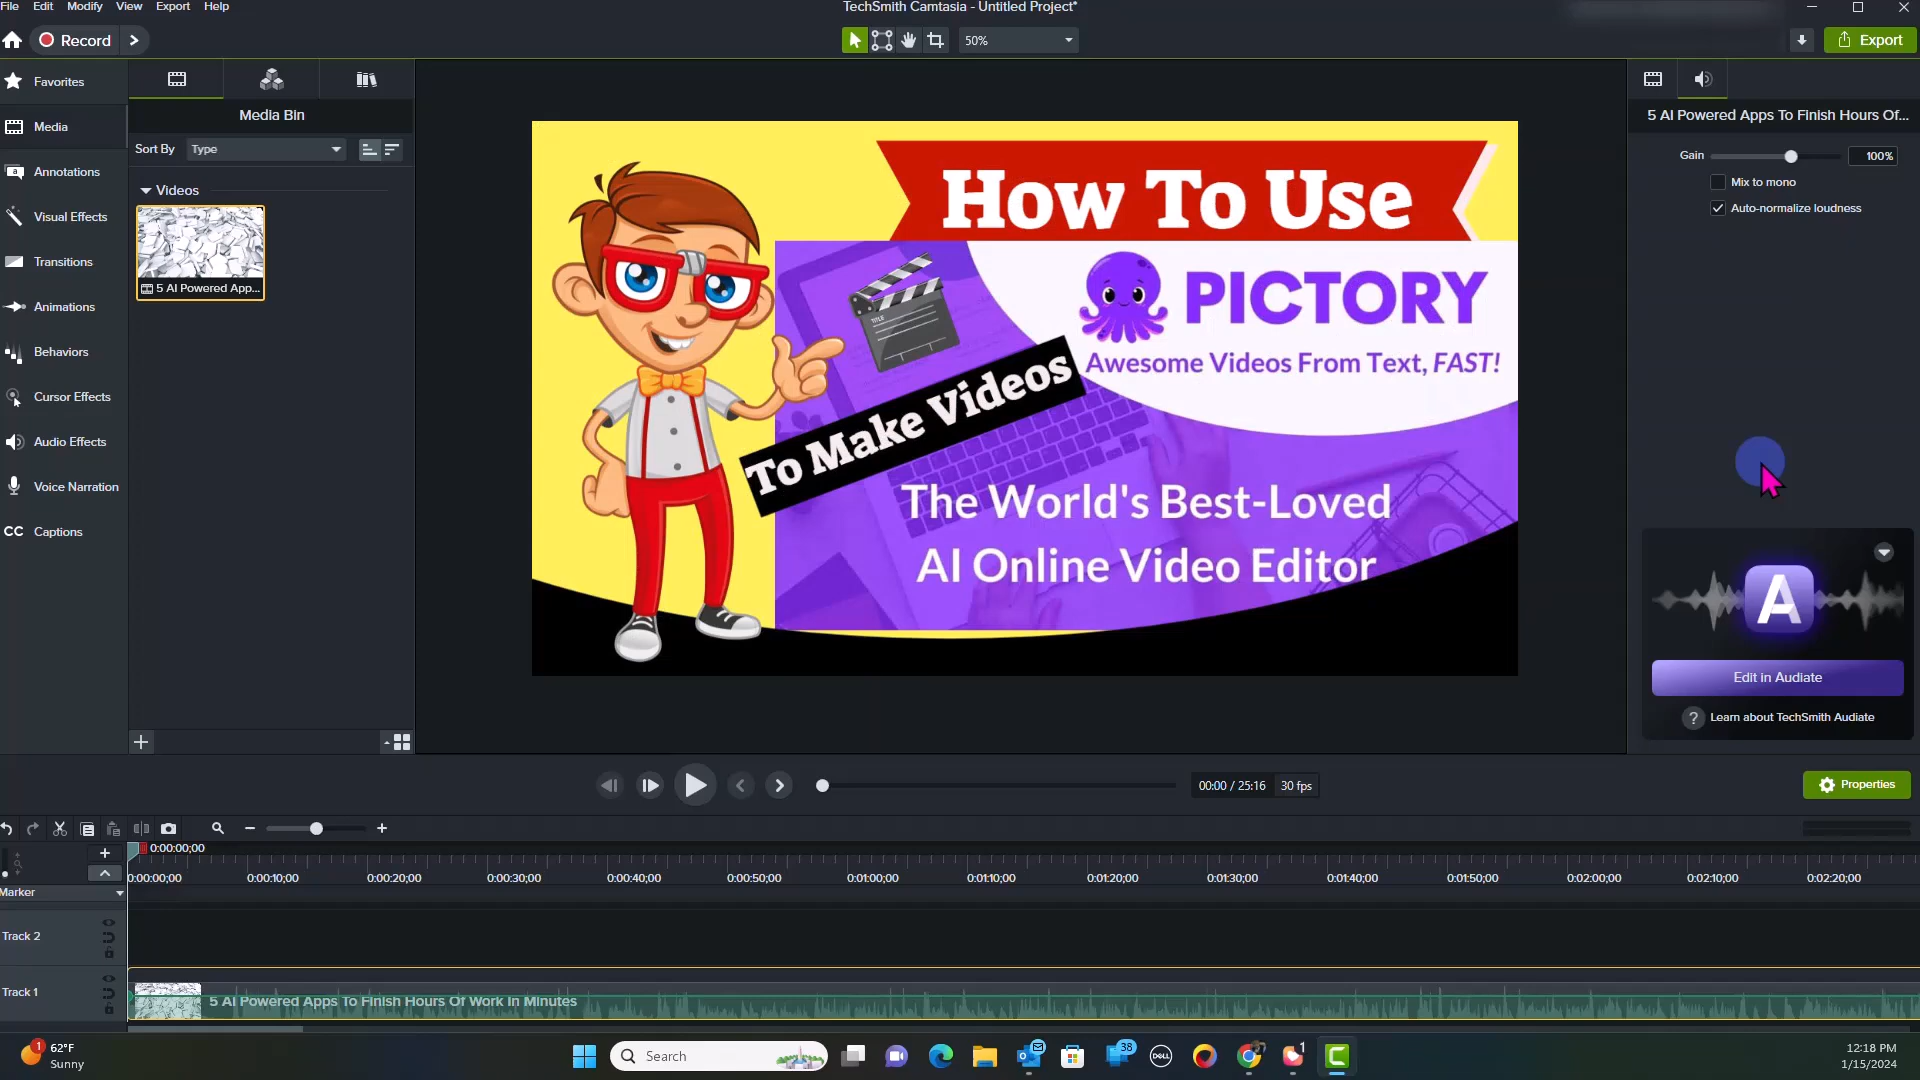 File Edit Modify View Export Help
TechSmith Camtasia - Untitled Project*
Record
50%
Export
Favorites
Media
Annotations
Visual Effects
Transitions
Animations
Behaviors
Cursor Effects
Audio Effects
Voice Narration
CC Captions
Media Bin
Sort By Type
Videos
5 AI Powered App...
How To Use
TITLE
PICTORY
Awesome Videos From Text, FAST!
To Make Videos
The World's Best-Loved
AI Online Video Editor
5 AI Powered Apps To Finish Hours Of...
Gain 100%
Mix to mono
Auto-normalize loudness
A
Edit in Audiate
? Learn about TechSmith Audiate
00:00 / 25:16 30 fps
Properties
0:00:00;00
0:00:00;00 0:00:10;00 0:00:20;00 0:00:30;00 0:00:40;00 0:00:50;00 0:01:00;00 0:01:10;00 0:01:20;00 0:01:30;00 0:01:40;00 0:01:50;00 0:02:00;00 0:02:10;00 0:02:20;00
Marker
Track 2
Track 1
5 AI Powered Apps To Finish Hours Of Work In Minutes
1
62°F
Sunny
Search
38
DELL
1
C
12:18 PM
1/15/2024